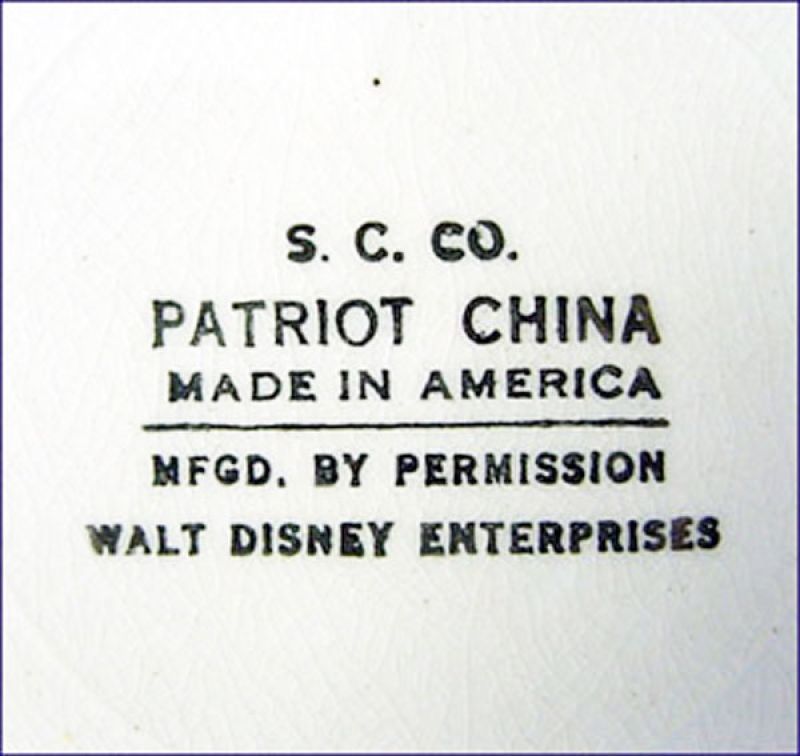 S. C. CO.
PATRIOT CHINA
MADE IN AMERICA
MFGD. BY PERMISSION
WALT DISNEY ENTERPRISES